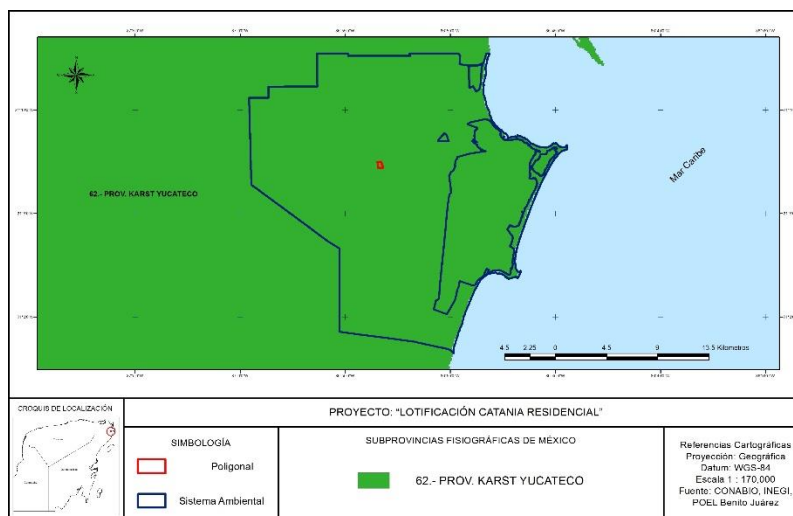 62.- PROV. KARST YUCATECO
Mar Caribe
4.5 2.25 0 4.5 9 13.5 Kilometros
CROQUIS DE LOCALIZACIÓN
SIMBOLOGÍA
Poligonal
Sistema Ambiental
PROYECTO: "LOTIFICACIÓN CATANIA RESIDENCIAL"
SUBPROVINCIAS FISIOGRÁFICAS DE MÉXICO
62.- PROV. KARST YUCATECO
Referencias Cartográficas
Proyección: Geográfica
Datum: WGS-84
Escala 1 : 170,000
Fuente: CONABIO, INEGI,
POEL Benito Juárez